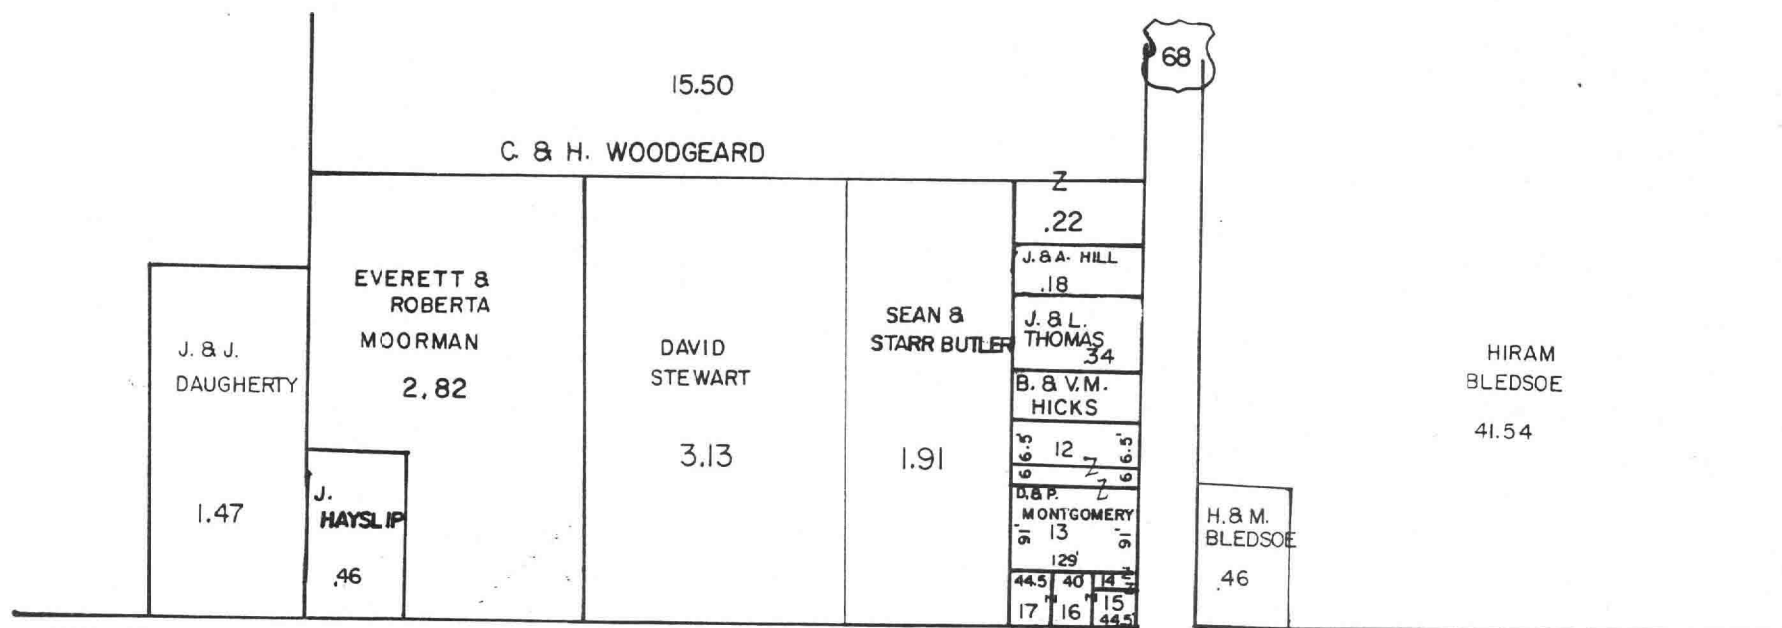 68
15.50
C. & H. WOODGEARD
Z
.22
J. & A. HILL
.18
J. & L.
THOMAS
34
B. & V.M.
HICKS
6.5'
12
6.5'
Z
6
6
Z
D. & P.
MONTGOMERY
91'
13
91'
129'
44.5
40
14
17
Z
16
Z
15
44.5'
EVERETT &
ROBERTA
MOORMAN
2.82
J. & J.
DAUGHERTY
1.47
J.
HAYSLIP
.46
DAVID
STEWART
3.13
SEAN &
STARR BUTLER
1.91
HIRAM
BLEDSOE
41.54
H. & M.
BLEDSOE
.46